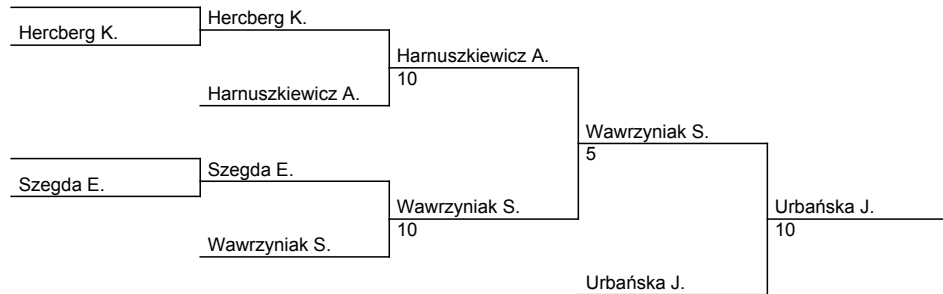 Hercberg K.
Hercberg K.
Harnuszkiewicz A.
10
Harnuszkiewicz A.
Wawrzyniak S.
5
Szegda E.
Szegda E.
Wawrzyniak S.
10
Urbańska J.
10
Wawrzyniak S.
Urbańska J.